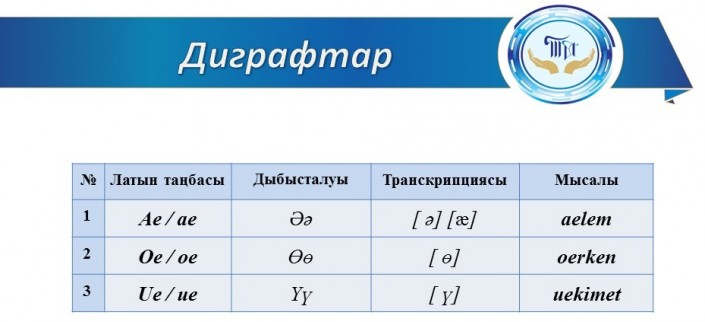 Диграфтар
№ Латын таңбасы Дыбысталуы Транскрипциясы Мысалы
1 Ae / ae Әә [ ә] [æ] aelem
2 Oe / oe Өө [ ө] oerken
3 Ue / ue Үү [ ү] uekimet